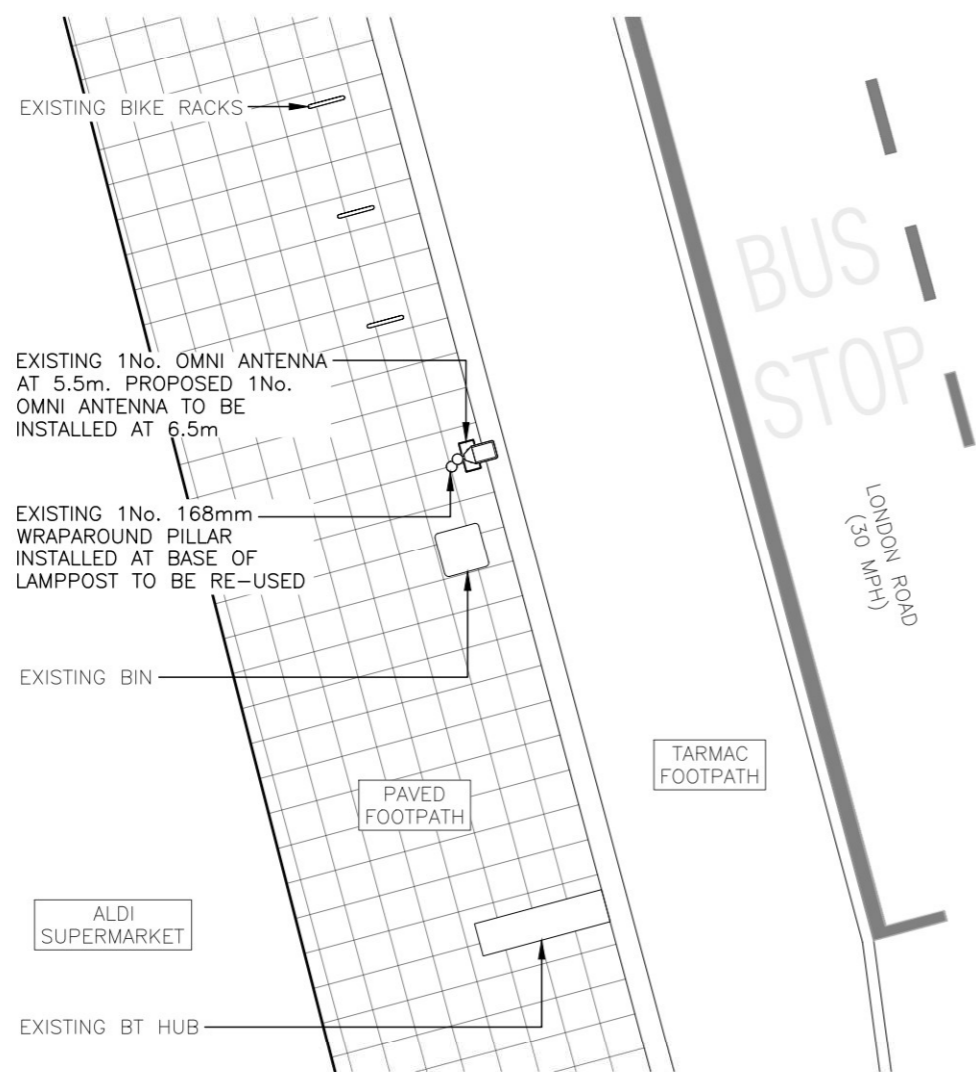 EXISTING BIKE RACKS
BUS
STOP
EXISTING 1No. OMNI ANTENNA
AT 5.5m. PROPOSED 1No.
OMNI ANTENNA TO BE
INSTALLED AT 6.5m
EXISTING 1No. 168mm
WRAPAROUND PILLAR
INSTALLED AT BASE OF
LAMPPOST TO BE RE-USED
LONDON ROAD
(30 MPH)
EXISTING BIN
TARMAC
FOOTPATH
PAVED
FOOTPATH
ALDI
SUPERMARKET
EXISTING BT HUB